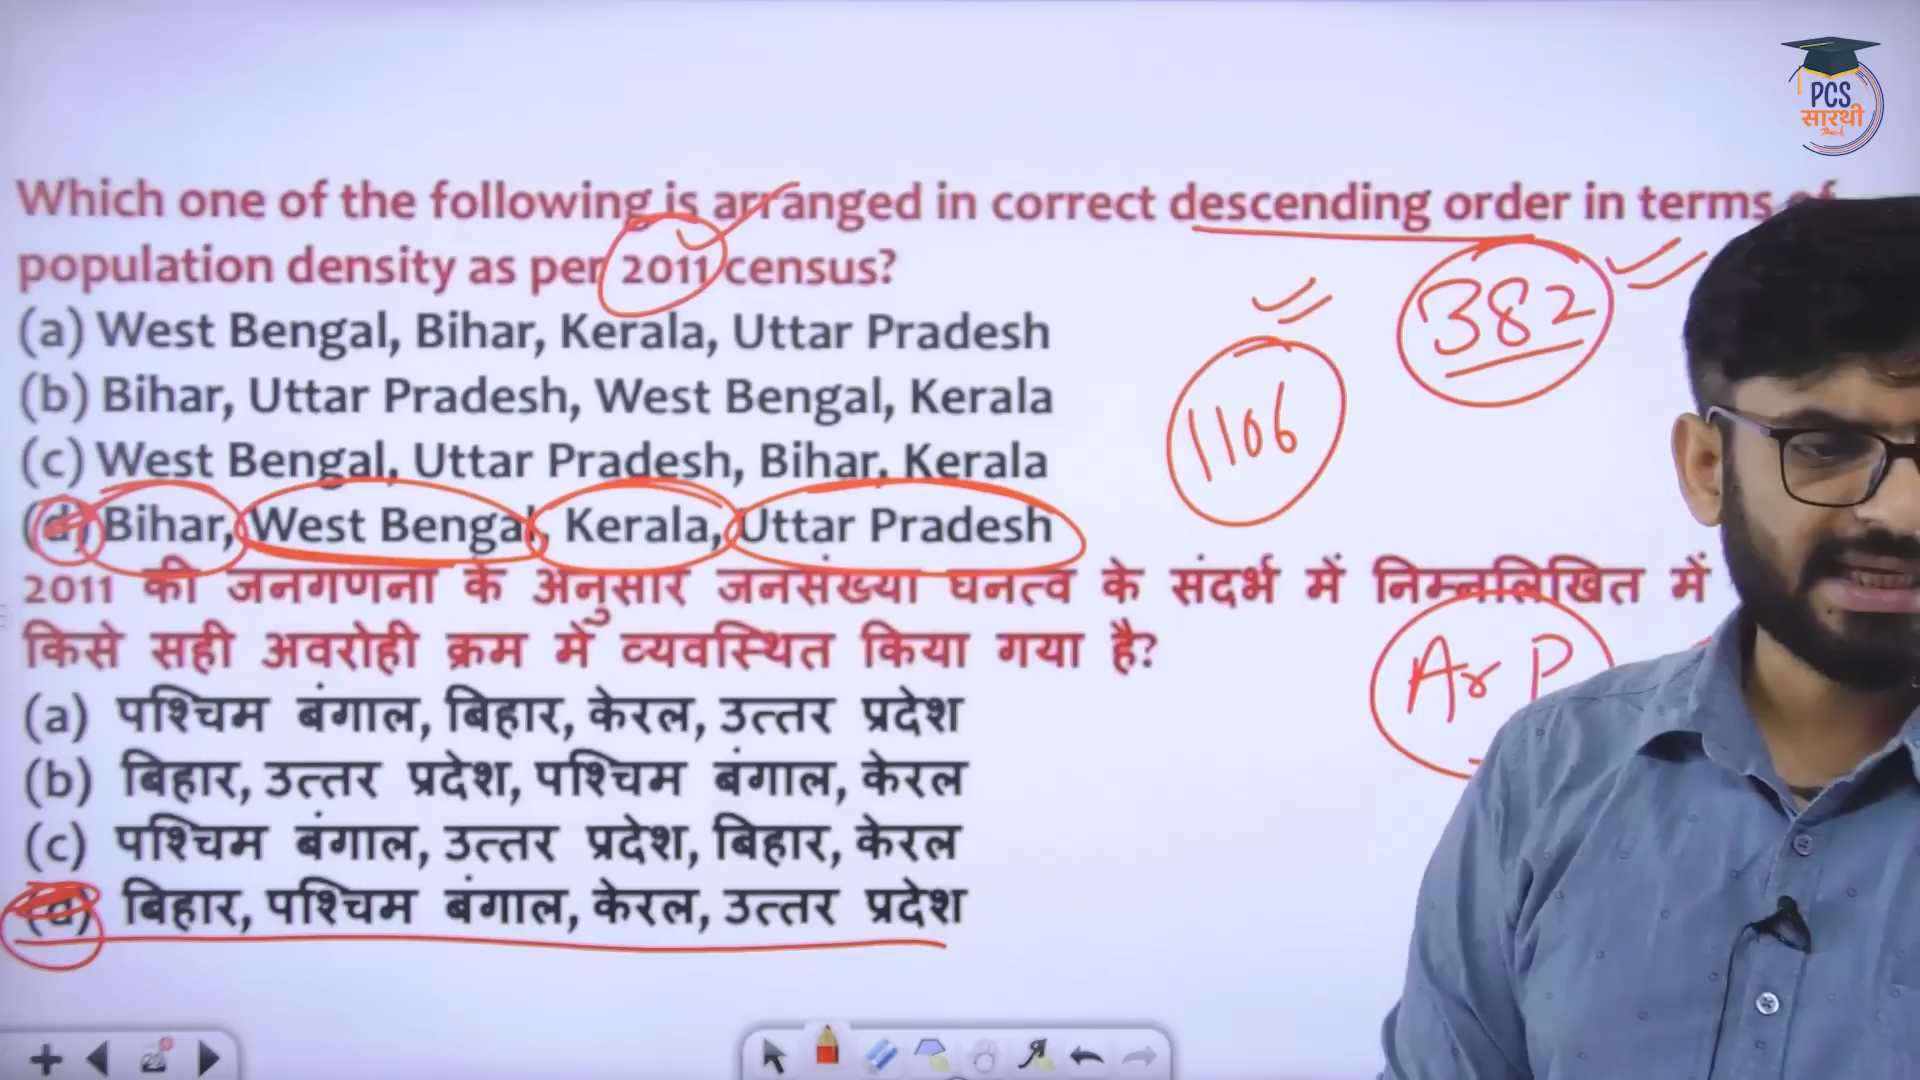 PCS
सारथी
Which one of the following is arranged in correct descending order in terms of
population density as per 2011 census?
(a) West Bengal, Bihar, Kerala, Uttar Pradesh
(b) Bihar, Uttar Pradesh, West Bengal, Kerala
(c) West Bengal, Uttar Pradesh, Bihar, Kerala
(d) Bihar, West Bengal, Kerala, Uttar Pradesh
382
1106
2011 की जनगणना के अनुसार जनसंख्या घनत्व के संदर्भ में निम्नलिखित में
किसे सही अवरोही क्रम में व्यवस्थित किया गया है?
Ar P
(a) पश्चिम बंगाल, बिहार, केरल, उत्तर प्रदेश
(b) बिहार, उत्तर प्रदेश, पश्चिम बंगाल, केरल
(c) पश्चिम बंगाल, उत्तर प्रदेश, बिहार, केरल
(d) बिहार, पश्चिम बंगाल, केरल, उत्तर प्रदेश